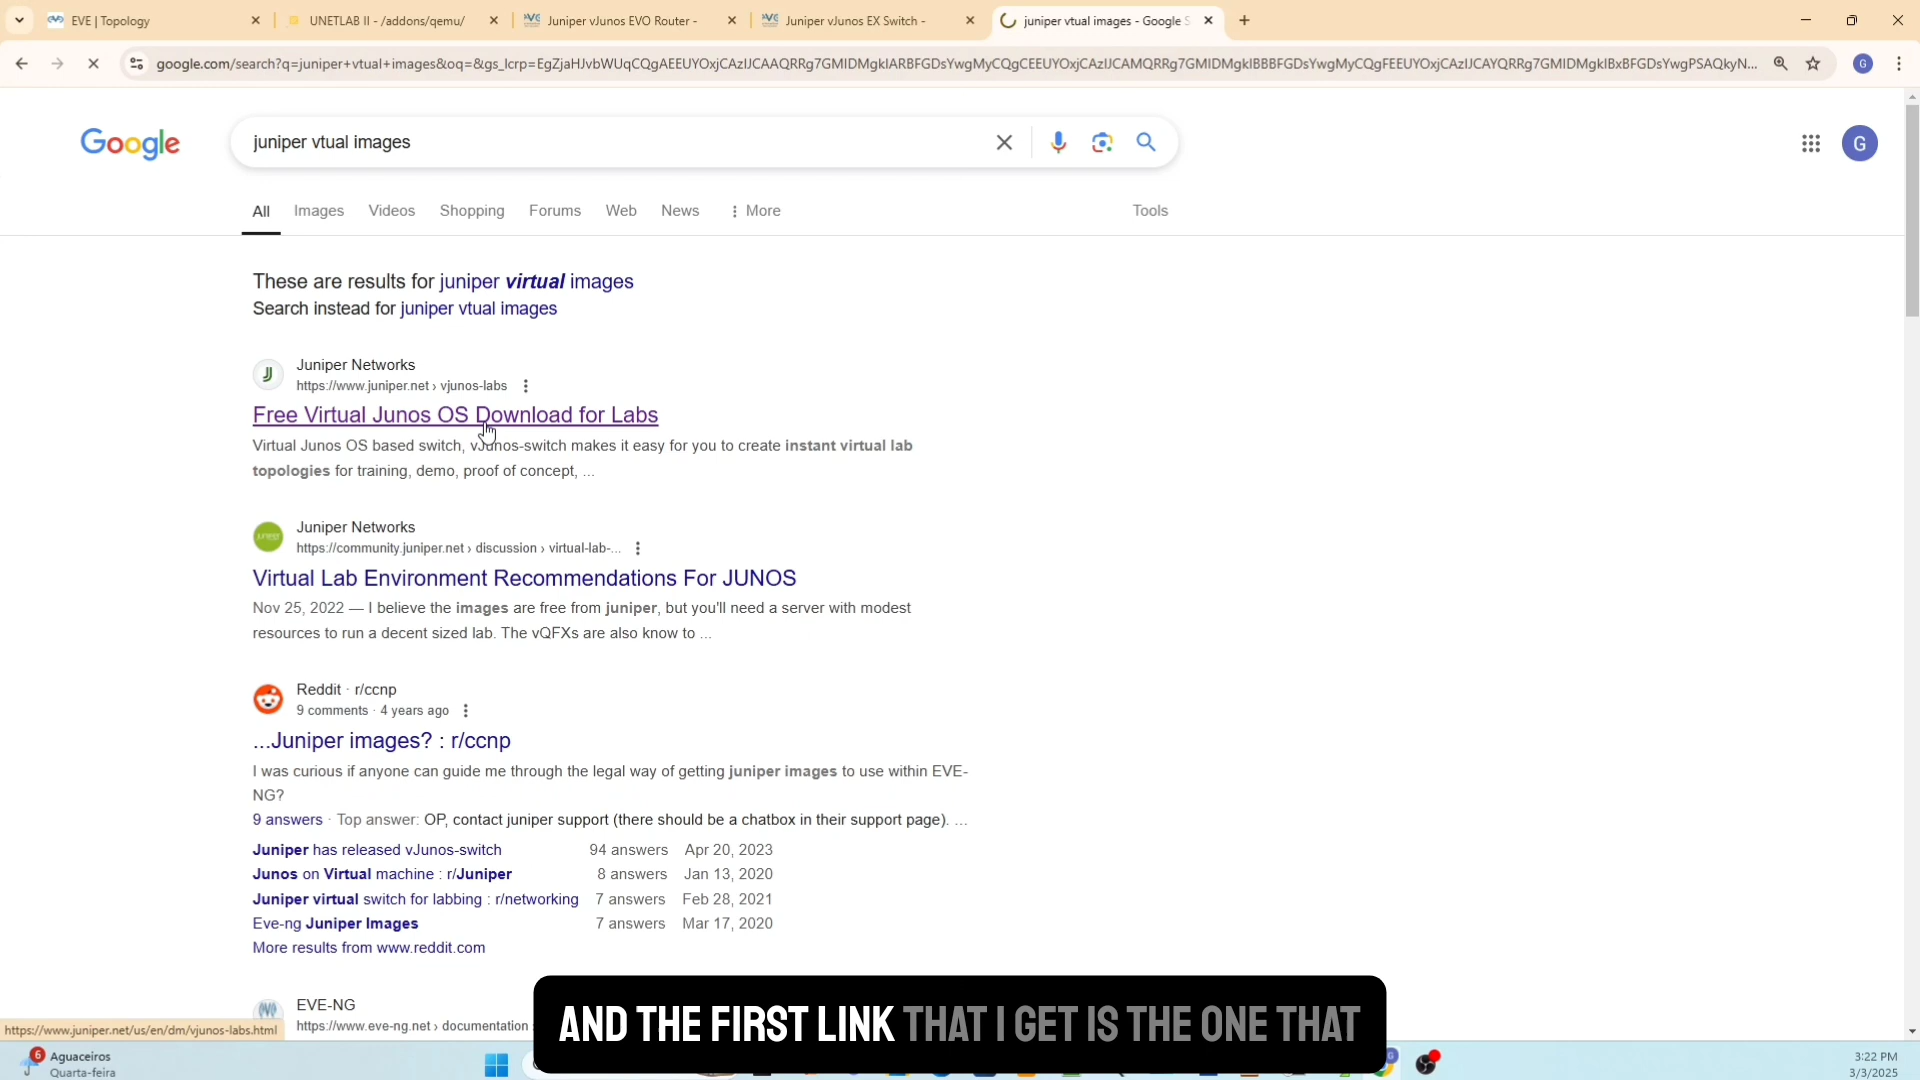 EVE | Topology
UNETLAB II - /addons/qemu/
Juniper vJunos EVO Router -
Juniper vJunos EX Switch -
juniper vtual images - Google S
google.com/search?q=juniper+vtual+images&oq=&gs_lcrp=EgZjaHJvbWUqCQgAEEUYOxjCAzIJCAAQRRg7GMIDMgkIARBFGDsYwgMyCQgCEEUYOxjCAzIJCAMQRRg7GMIDMgkIBBBFGDsYwgMyCQgFEEUYOxjCAzIJCAYQRRg7GMIDMgkIBxBFGDsYwgPSAQkyN...
G
Google
juniper vtual images
G
All Images Videos Shopping Forums Web News More Tools
These are results for juniper virtual images
Search instead for juniper vtual images
Juniper Networks
https://www.juniper.net › vjunos-labs
Free Virtual Junos OS Download for Labs
Virtual Junos OS based switch, vJunos-switch makes it easy for you to create instant virtual lab
topologies for training, demo, proof of concept, ...
Juniper Networks
https://community.juniper.net › discussion › virtual-lab-...
Virtual Lab Environment Recommendations For JUNOS
Nov 25, 2022 — I believe the images are free from juniper, but you'll need a server with modest
resources to run a decent sized lab. The vQFXs are also know to ...
Reddit · r/ccnp
9 comments · 4 years ago
...Juniper images? : r/ccnp
I was curious if anyone can guide me through the legal way of getting juniper images to use within EVE-
NG?
9 answers · Top answer: OP, contact juniper support (there should be a chatbox in their support page). ...
Juniper has released vJunos-switch 94 answers Apr 20, 2023
Junos on Virtual machine : r/Juniper 8 answers Jan 13, 2020
Juniper virtual switch for labbing : r/networking 7 answers Feb 28, 2021
Eve-ng Juniper Images 7 answers Mar 17, 2020
More results from www.reddit.com
EVE-NG
https://www.eve-ng.net › documentation
https://www.juniper.net/us/en/dm/vjunos-labs.html
AND THE FIRST LINK THAT I GET IS THE ONE THAT
6
Aguaceiros
Quarta-feira
3:22 PM
3/3/2025